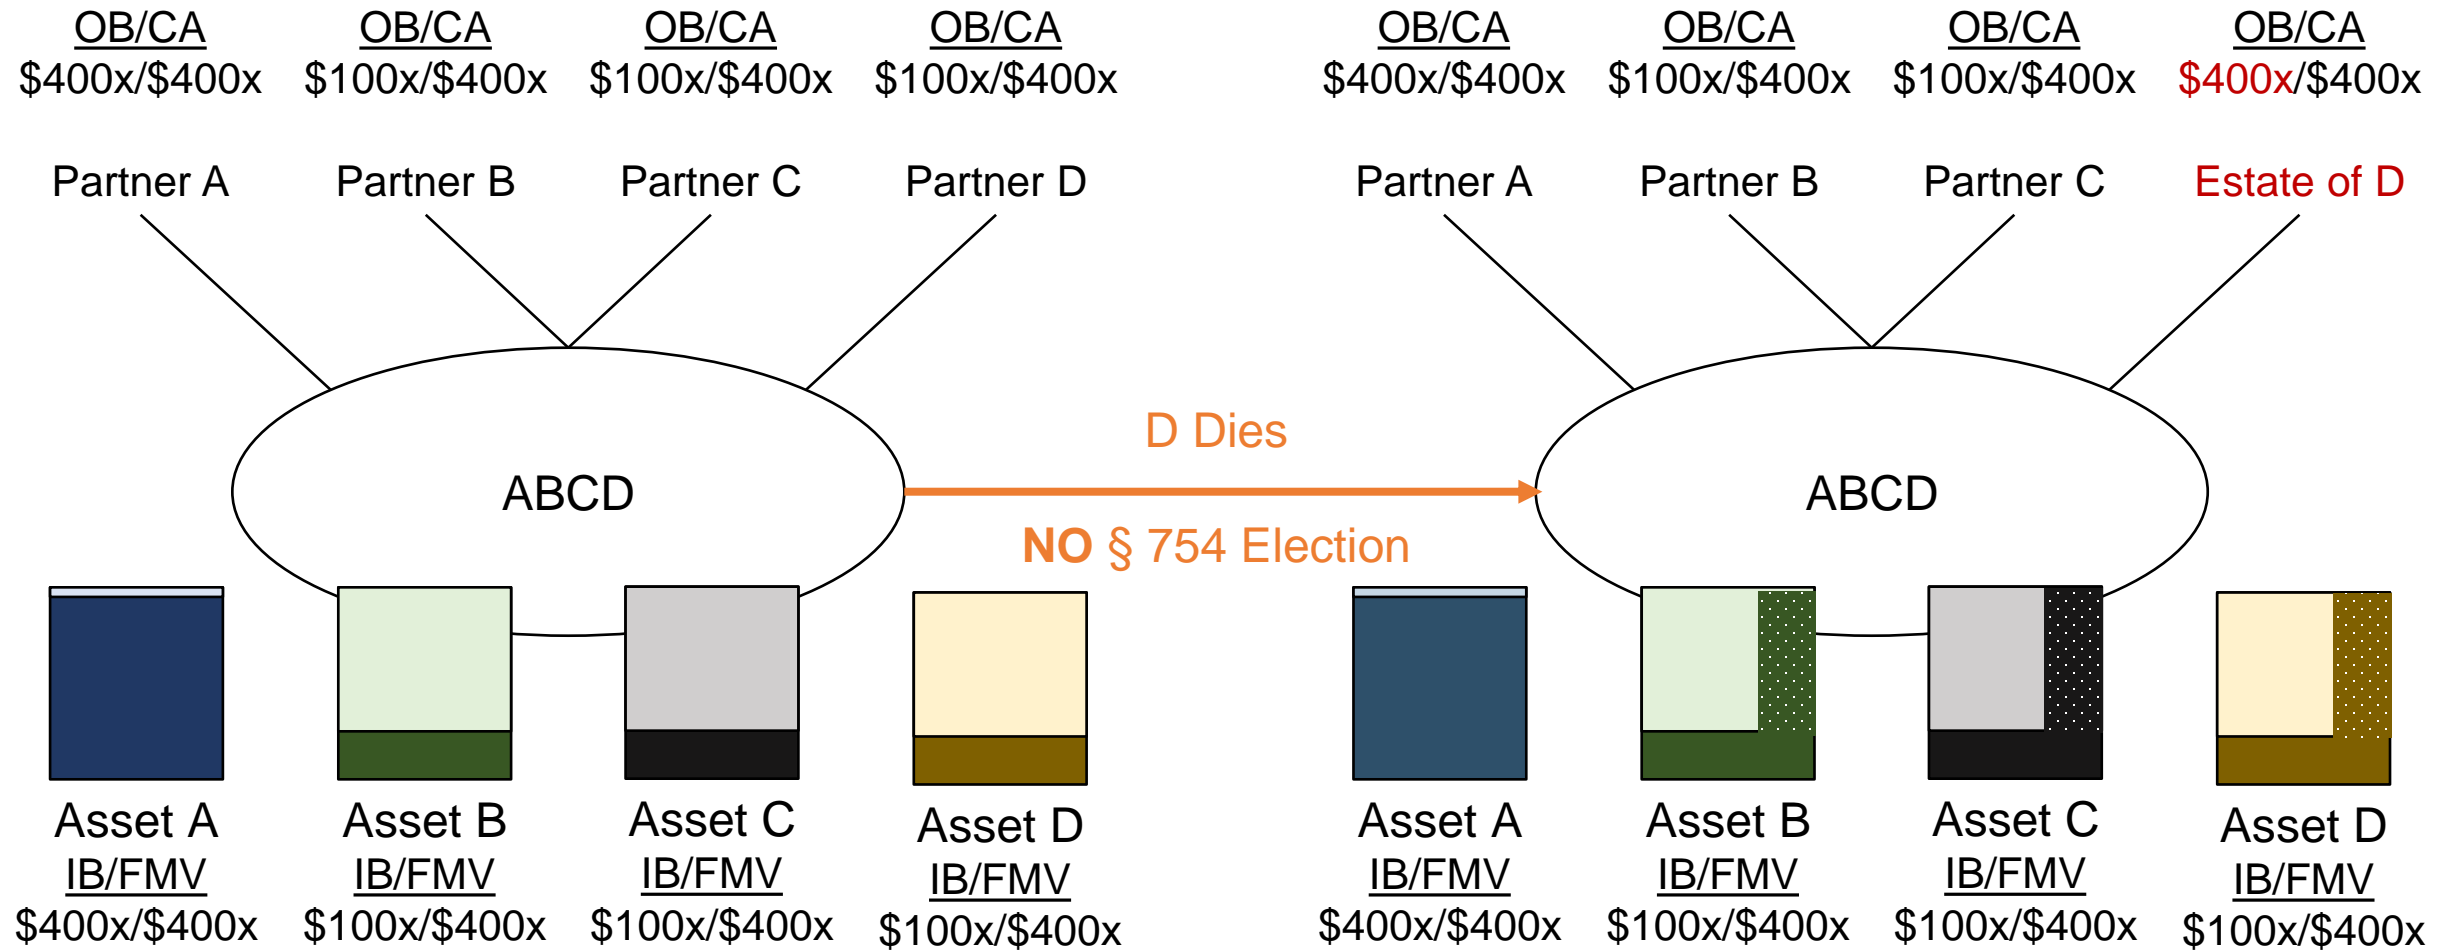 OB/CA OB/CA OB/CA OB/CA OB/CA OB/CA OB/CA OB/CA
$400x/$400x $100x/$400x $100x/$400x $100x/$400x $400x/$400x $100x/$400x $100x/$400x $400x/$400x
Partner A Partner B Partner C Partner D Partner A Partner B Partner C Estate of D
D Dies
ABCD ABCD
NO § 754 Election
Asset A Asset B Asset C Asset D Asset A Asset B Asset C Asset D
IB/FMV IB/FMV IB/FMV IB/FMV IB/FMV IB/FMV IB/FMV IB/FMV
$400x/$400x $100x/$400x $100x/$400x $100x/$400x $400x/$400x $100x/$400x $100x/$400x $100x/$400x